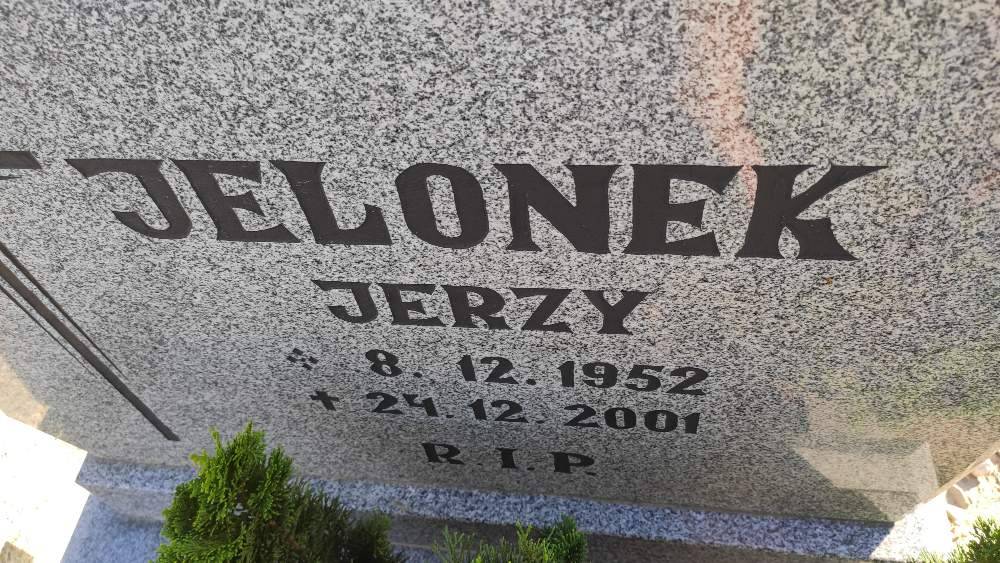 JELONEK
JERZY
8. 12. 1952
24. 12. 2001
R.I.P.